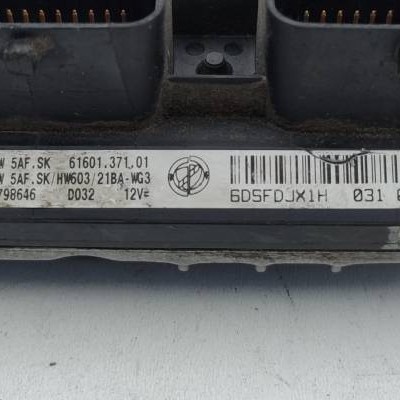 W 5AF.SK 61601.371.01
W 5AF.SK/HW603/21BA-WG3
798646 D032 12V=
6DSFDJX1H 031